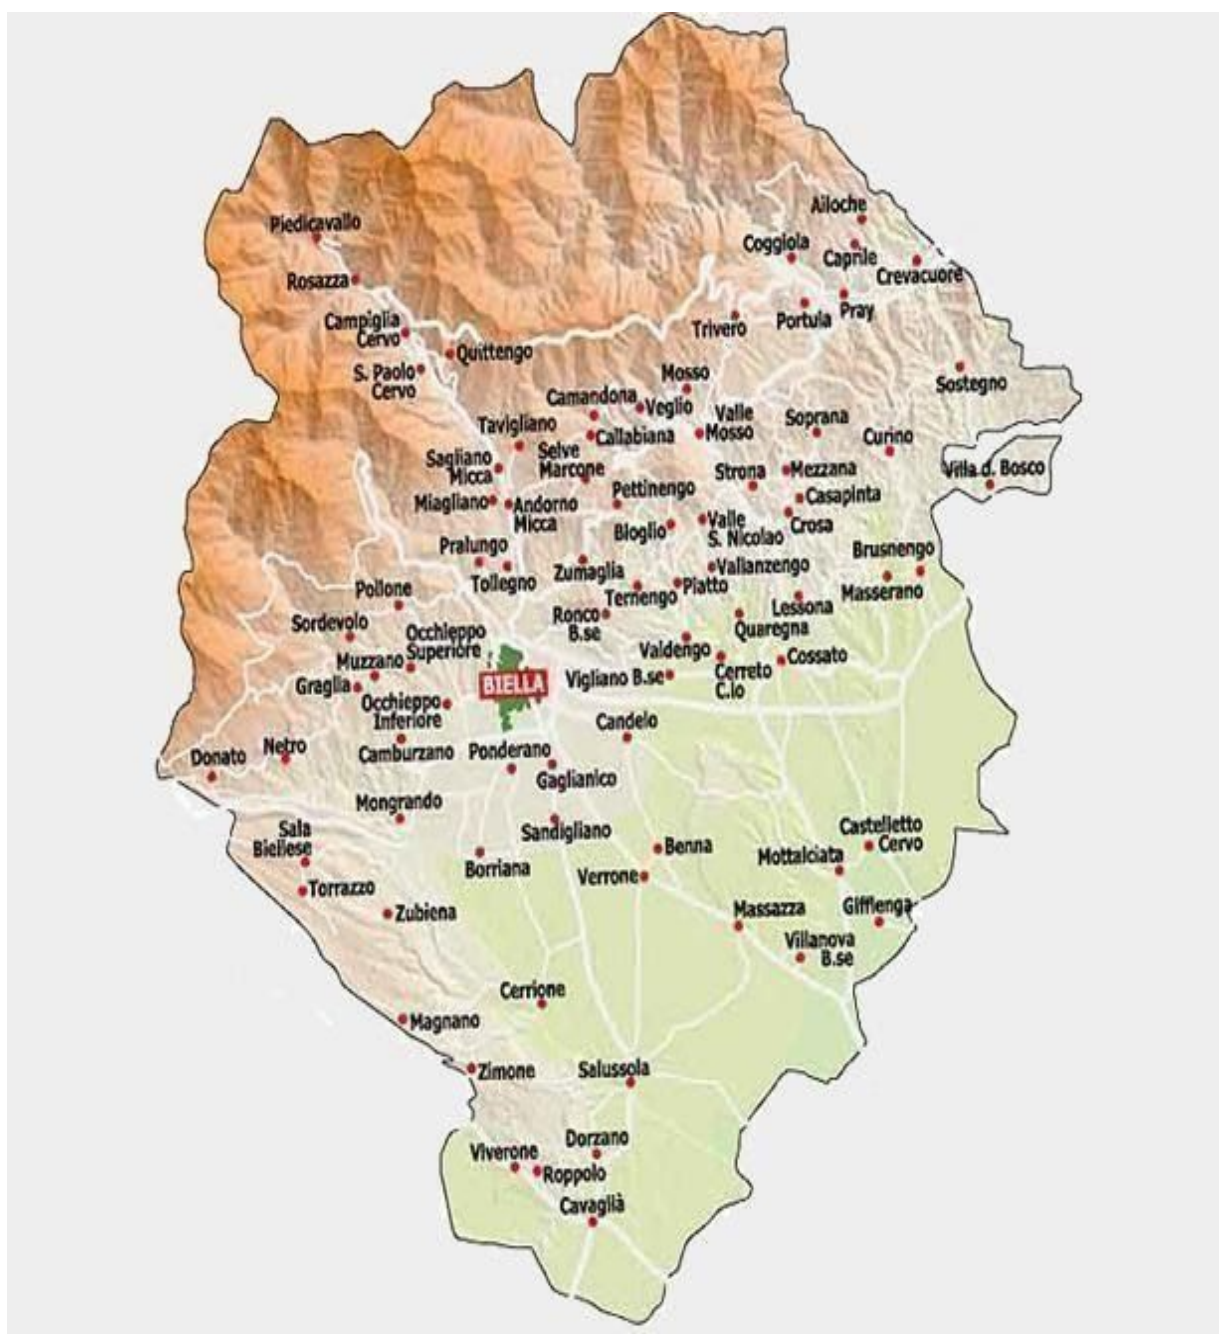 Ailoche
Piedicavallo
Coggiola
Caprile
Crevacuore
Rosazza
Campiglia
Cervo
Trivero
Portula
Pray
Quittengo
S. Paolo
Cervo
Mosso
Sostegno
Camandona
Veglio
Valle
Mosso
Soprana
Tavigliano
Callabiana
Curino
Selve
Marcone
Sagliano
Micca
Strona
Mezzana
Villa d. Bosco
Miagliano
Andorno
Micca
Pettinengo
Casapinta
Bioglio
Valle
S. Nicolao
Crosa
Pralungo
Tollegno
Zumaglia
Vallanzengo
Brusnengo
Masserano
Pollone
Ternengo
Piatto
Lessona
Sordevolo
Occhieppo
Superiore
Ronco
B.se
Quaregna
Muzzano
Valdengo
Cossato
Graglia
BIELLA
Vigliano B.se
Cerreto
C.lo
Occhieppo
Inferiore
Candelo
Donato
Netro
Camburzano
Ponderano
Gaglianico
Mongrando
Sala
Biellese
Sandigliano
Castelletto
Cervo
Benna
Mottalciata
Borriana
Verrone
Torrazzo
Zubiena
Massazza
Gifflenga
Villanova
B.se
Cerrione
Magnano
Zimone
Salussola
Dorzano
Viverone
Roppolo
Cavaglià